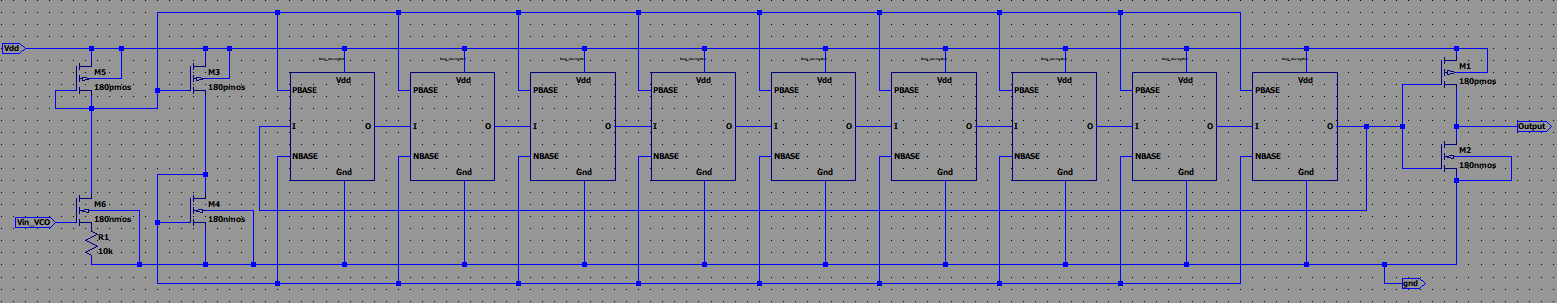 Vdd
M5
180pmos
M3
180pmos
M6
180nmos
Vin_VCO
R1
10k
M4
180nmos
Vdd
PBASE
I
O
NBASE
Gnd
Vdd
PBASE
I
O
NBASE
Gnd
Vdd
PBASE
I
O
NBASE
Gnd
Vdd
PBASE
I
O
NBASE
Gnd
Vdd
PBASE
I
O
NBASE
Gnd
Vdd
PBASE
I
O
NBASE
Gnd
Vdd
PBASE
I
O
NBASE
Gnd
Vdd
PBASE
I
O
NBASE
Gnd
Vdd
PBASE
I
O
NBASE
Gnd
M1
180pmos
Output
M2
180nmos
gnd